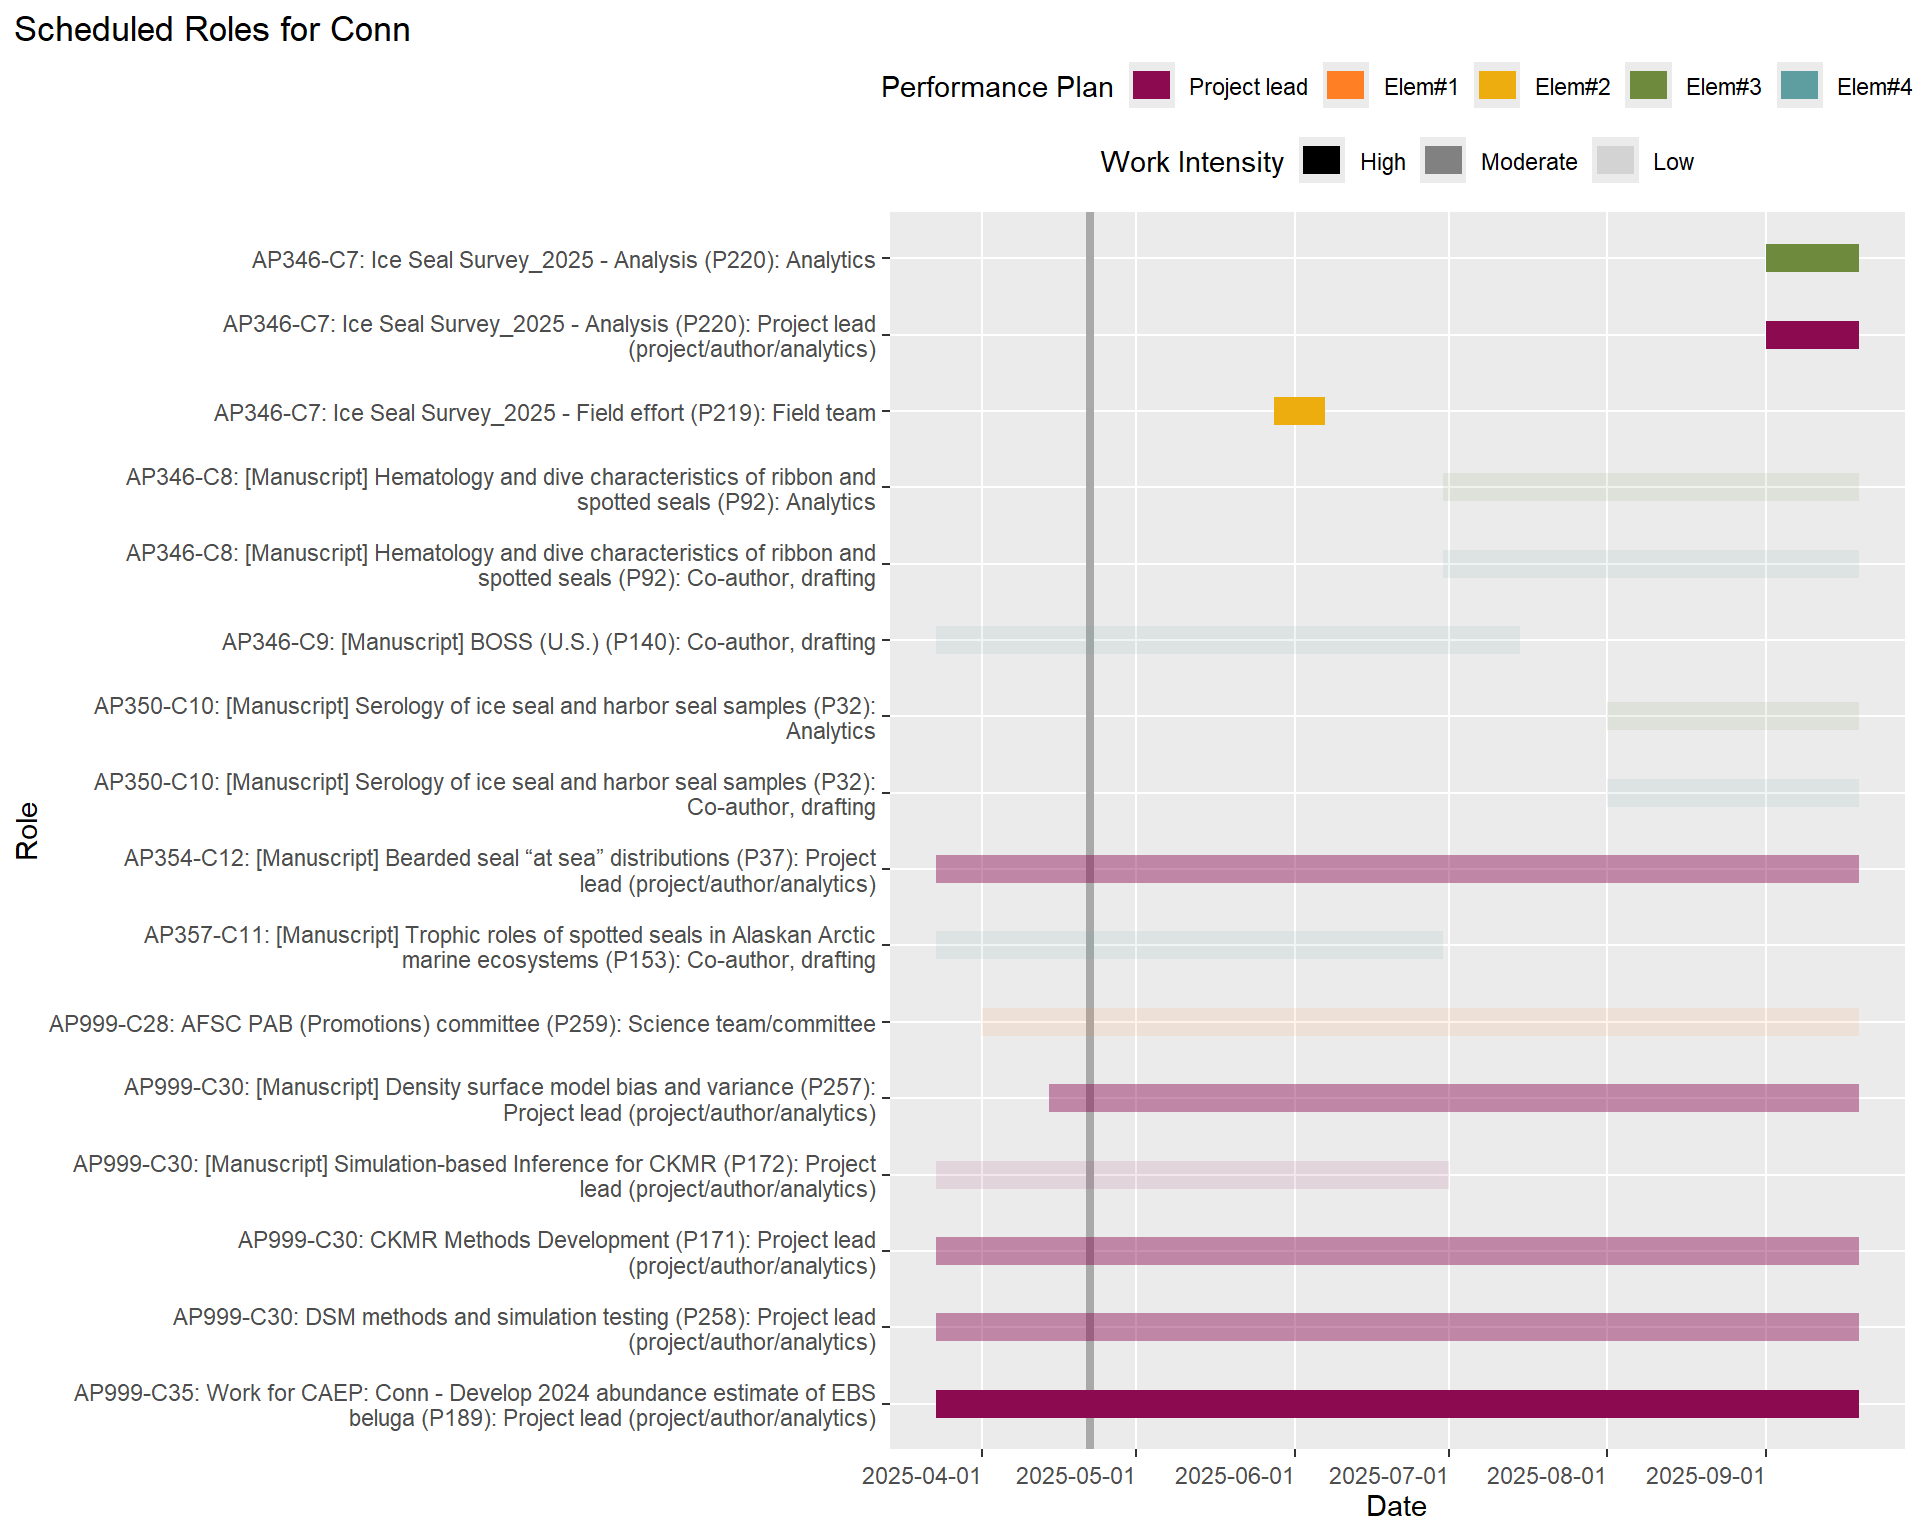 Scheduled Roles for Conn
Performance Plan Project lead Elem#1 Elem#2 Elem#3 Elem#4
Work Intensity High Moderate Low
AP346-C7: Ice Seal Survey_2025 - Analysis (P220): Analytics
AP346-C7: Ice Seal Survey_2025 - Analysis (P220): Project lead
(project/author/analytics)
AP346-C7: Ice Seal Survey_2025 - Field effort (P219): Field team
AP346-C8: [Manuscript] Hematology and dive characteristics of ribbon and
spotted seals (P92): Analytics
AP346-C8: [Manuscript] Hematology and dive characteristics of ribbon and
spotted seals (P92): Co-author, drafting
AP346-C9: [Manuscript] BOSS (U.S.) (P140): Co-author, drafting
AP350-C10: [Manuscript] Serology of ice seal and harbor seal samples (P32):
Analytics
AP350-C10: [Manuscript] Serology of ice seal and harbor seal samples (P32):
Co-author, drafting
AP354-C12: [Manuscript] Bearded seal “at sea” distributions (P37): Project
lead (project/author/analytics)
AP357-C11: [Manuscript] Trophic roles of spotted seals in Alaskan Arctic
marine ecosystems (P153): Co-author, drafting
AP999-C28: AFSC PAB (Promotions) committee (P259): Science team/committee
AP999-C30: [Manuscript] Density surface model bias and variance (P257):
Project lead (project/author/analytics)
AP999-C30: [Manuscript] Simulation-based Inference for CKMR (P172): Project
lead (project/author/analytics)
AP999-C30: CKMR Methods Development (P171): Project lead
(project/author/analytics)
AP999-C30: DSM methods and simulation testing (P258): Project lead
(project/author/analytics)
AP999-C35: Work for CAEP: Conn - Develop 2024 abundance estimate of EBS
beluga (P189): Project lead (project/author/analytics)
Role
2025-04-01 2025-05-01 2025-06-01 2025-07-01 2025-08-01 2025-09-01
Date